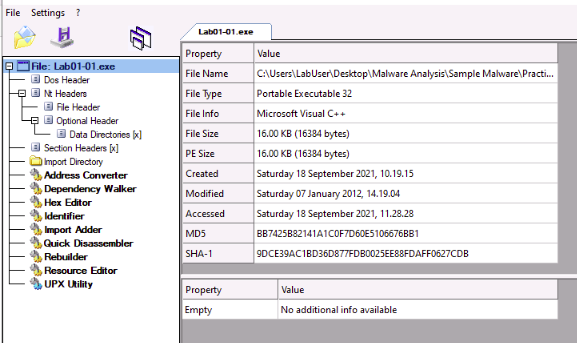 File Settings ?
Lab01-01.exe
File: Lab01-01.exe
Dos Header
Nt Headers
File Header
Optional Header
Data Directories [x]
Section Headers [x]
Import Directory
Address Converter
Dependency Walker
Hex Editor
Identifier
Import Adder
Quick Disassembler
Rebuilder
Resource Editor
UPX Utility
Property Value
File Name C:\Users\LabUser\Desktop\Malware Analysis\Sample Malware\Practi...
File Type Portable Executable 32
File Info Microsoft Visual C++
File Size 16.00 KB (16384 bytes)
PE Size 16.00 KB (16384 bytes)
Created Saturday 18 September 2021, 10.19.15
Modified Saturday 07 January 2012, 14.19.04
Accessed Saturday 18 September 2021, 11.28.28
MD5 BB7425B82141A1C0F7D60E5106676BB1
SHA-1 9DCE39AC1BD36D877FDB0025EE88FDAFF0627CDB
Property Value
Empty No additional info available